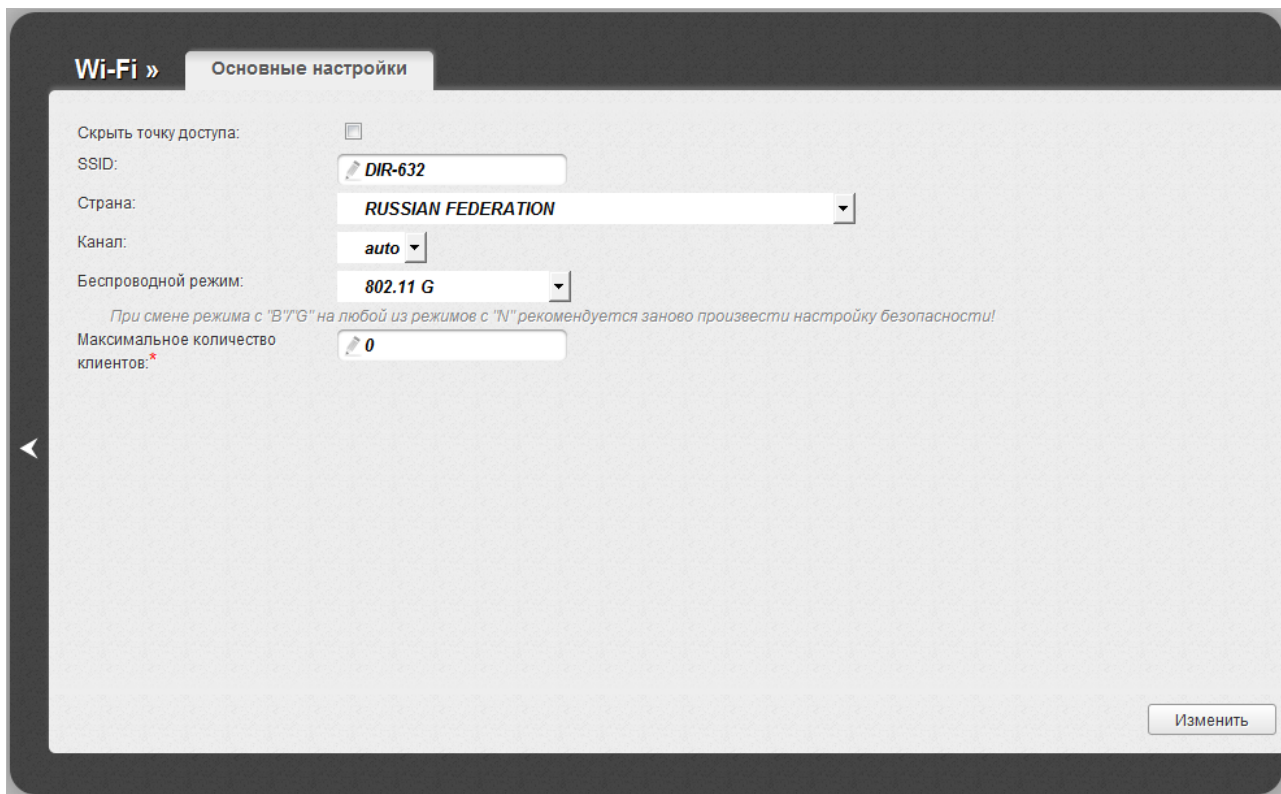 Wi-Fi »
Основные настройки
Скрыть точку доступа:
SSID:
DIR-632
Страна:
RUSSIAN FEDERATION
Канал:
auto
Беспроводной режим:
802.11 G
При смене режима с "B"/"G" на любой из режимов с "N" рекомендуется заново произвести настройку безопасности!
Максимальное количество
клиентов:*
0
Изменить